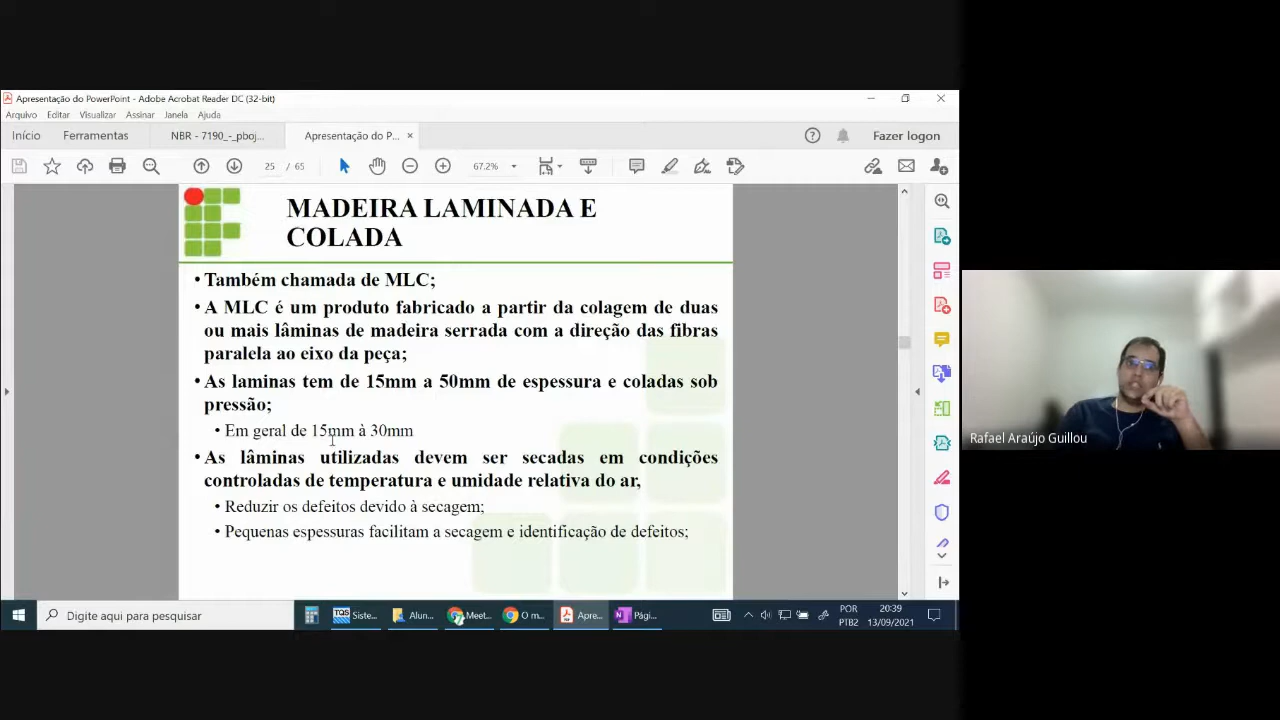 Apresentação do PowerPoint - Adobe Acrobat Reader DC (32-bit)
Arquivo Editar Visualizar Assinar Janela Ajuda
Início Ferramentas NBR - 7190_-_pboj... Apresentação do P... × Fazer logon
25 / 65 67.2%
MADEIRA LAMINADA E
COLADA
• Também chamada de MLC;
• A MLC é um produto fabricado a partir da colagem de duas
ou mais lâminas de madeira serrada com a direção das fibras
paralela ao eixo da peça;
• As laminas tem de 15mm a 50mm de espessura e coladas sob
pressão;
• Em geral de 15mm à 30mm
• As lâminas utilizadas devem ser secadas em condições
controladas de temperatura e umidade relativa do ar,
• Reduzir os defeitos devido à secagem;
• Pequenas espessuras facilitam a secagem e identificação de defeitos;
Rafael Araújo Guillou
Digite aqui para pesquisar
TQS Siste... Alun... Meet... O m... Apre... Pági...
POR
PTB2
20:39
13/09/2021